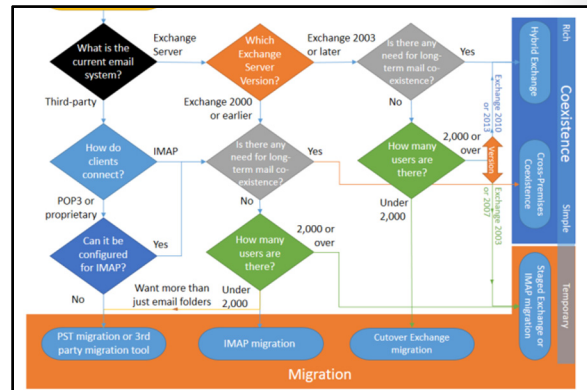 What is the
current email
system?
Exchange
Server
Which
Exchange
Server
Version?
Exchange 2003
or later
Is there any
need for long-
term mail co-
existence?
Yes
Hybrid Exchange
Rich
Coexistence
Simple
Third-party
Exchange 2000
or earlier
No
Exchange 2010
or 2013
How do
clients
connect?
IMAP
Is there any
need for long-
term mail co-
existence?
Yes
How many
users are
there?
2,000 or
over
Version
Cross-Premises
Coexistence
POP3 or
proprietary
No
Under
2,000
Exchange 2003
or 2007
Can it be
configured
for IMAP?
Yes
How many
users are
there?
2,000 or
over
Staged Exchange or
IMAP migration
Temporary
No
Want more than
just email folders
Under
2,000
PST migration or 3rd
party migration tool
IMAP migration
Cutover Exchange
migration
Migration